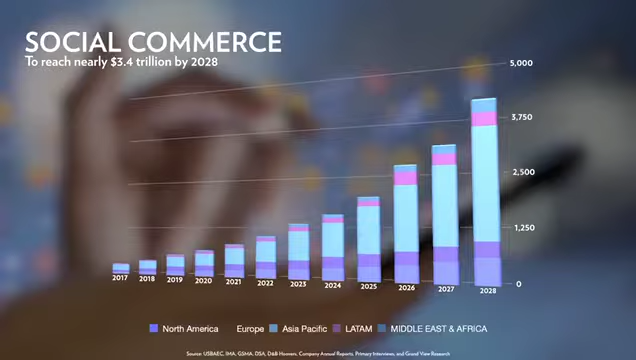 SOCIAL COMMERCE
To reach nearly $3.4 trillion by 2028
5,000
3,750
2,500
1,250
0
2017 2018 2019 2020 2021 2022 2023 2024 2025 2026 2027 2028
North America Europe Asia Pacific LATAM MIDDLE EAST & AFRICA
Source: USBAEC, IMA, GSMA, DSA, D&B-Hoovers, Company Annual Reports, Primary Interviews, and Grand View Research